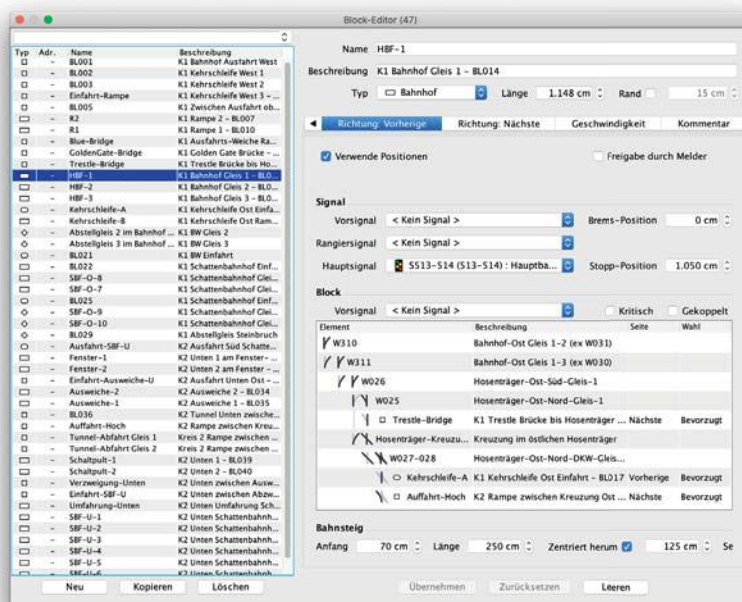 Block-Editor (47)
Typ Adr. Name Beschreibung
- BL001 K1 Bahnhof Ausfahrt West
- BL002 K1 Kehrschleife West 1
- BL003 K1 Kehrschleife West 2
- Einfahrt-Rampe K1 Kehrschleife West 3 - ...
- BL005 K1 Zwischen Ausfahrt ob...
- R2 K1 Rampe 2 - BL007
- R1 K1 Rampe 1 - BL010
- Blue-Bridge K1 Ausfahrts-Weiche Ra...
- GoldenGate-Bridge K1 Golden Gate Brücke - ...
- Trestle-Bridge K1 Trestle Brücke bis Ho...
- HBF-1 K1 Bahnhof Gleis 1 - BL0...
- HBF-2 K1 Bahnhof Gleis 2 - BL0...
- HBF-3 K1 Bahnhof Gleis 3 - BL0...
- Kehrschleife-A K1 Kehrschleife Ost Einfa...
- Kehrschleife-B K1 Kehrschleife Ost Ram...
- Abstellgleis 2 im Bahnhof ... K1 BW Gleis 2
- Abstellgleis 3 im Bahnhof ... K1 BW Gleis 3
- BL021 K1 BW Einfahrt
- BL022 K1 Schattenbahnhof Einf...
- SBF-O-8 K1 Schattenbahnhof Glei...
- SBF-O-7 K1 Schattenbahnhof Glei...
- BL025 K1 Schattenbahnhof Einf...
- SBF-O-9 K1 Schattenbahnhof Glei...
- SBF-O-10 K1 Schattenbahnhof Glei...
- BL029 K1 Abstellgleis Steinbruch
- Ausfahrt-SBF-U K2 Ausfahrt Süd Schatte...
- Fenster-1 K2 Unten 1 am Fenster- ...
- Fenster-2 K2 Unten 2 am Fenster- ...
- Einfahrt-Ausweiche-U K2 Ausfahrt Unten Ost - ...
- Ausweiche-2 K2 Ausweiche 2 - BL034
- Ausweiche-1 K2 Ausweiche 1 - BL035
- BL036 K2 Tunnel Unten zwische...
- Auffahrt-Hoch K2 Rampe zwischen Kreu...
- Tunnel-Abfahrt Gleis 1 Kreis 2 Rampe zwischen ...
- Tunnel-Abfahrt Gleis 2 Kreis 2 Rampe zwischen ...
- Schaltpult-1 K2 Unten 1 - BL039
- Schaltpult-2 K2 Unten 2 - BL040
- Verzweigung-Unten K2 Unten zwischen Ausw...
- Einfahrt-SBF-U K2 Unten zwischen Abzw...
- Umfahrung-Unten K2 Unten Umfahrung Sch...
- SBF-U-1 K2 Unten Schattenbahnh...
- SBF-U-2 K2 Unten Schattenbahnh...
- SBF-U-3 K2 Unten Schattenbahnh...
- SBF-U-4 K2 Unten Schattenbahnh...
- SBF-U-5 K2 Unten Schattenbahnh...
- SBF-U-6 K2 Unten Schattenbahnh...
Neu Kopieren Löschen
Name HBF-1
Beschreibung K1 Bahnhof Gleis 1 - BL014
Typ Bahnhof Länge 1.148 cm Rand 15 cm
Richtung: Vorherige Richtung: Nächste Geschwindigkeit Kommentar
Verwende Positionen Freigabe durch Melder
Signal
Vorsignal < Kein Signal > Brems-Position 0 cm
Rangiersignal < Kein Signal >
Hauptsignal S513-514 (513-514) : Hauptba... Stopp-Position 1.050 cm
Block
Vorsignal < Kein Signal > Kritisch Gekoppelt
Element Beschreibung Seite Wahl
W310 Bahnhof-Ost Gleis 1-2 (ex W031)
W311 Bahnhof-Ost Gleis 1-3 (ex W030)
W026 Hosenträger-Ost-Süd-Gleis-1
W025 Hosenträger-Ost-Nord-Gleis-1
Trestle-Bridge K1 Trestle Brücke bis Hosenträger ... Nächste Bevorzugt
Hosenträger-Kreuzu... Kreuzung im östlichen Hosenträger
W027-028 Hosenträger-Ost-Nord-DKW-Gleis...
Kehrschleife-A K1 Kehrschleife Ost Einfahrt - BL017 Vorherige Bevorzugt
Auffahrt-Hoch K2 Rampe zwischen Kreuzung Ost ... Nächste Bevorzugt
Bahnsteig
Anfang 70 cm Länge 250 cm Zentriert herum 125 cm Se
Übernehmen Zurücksetzen Leeren